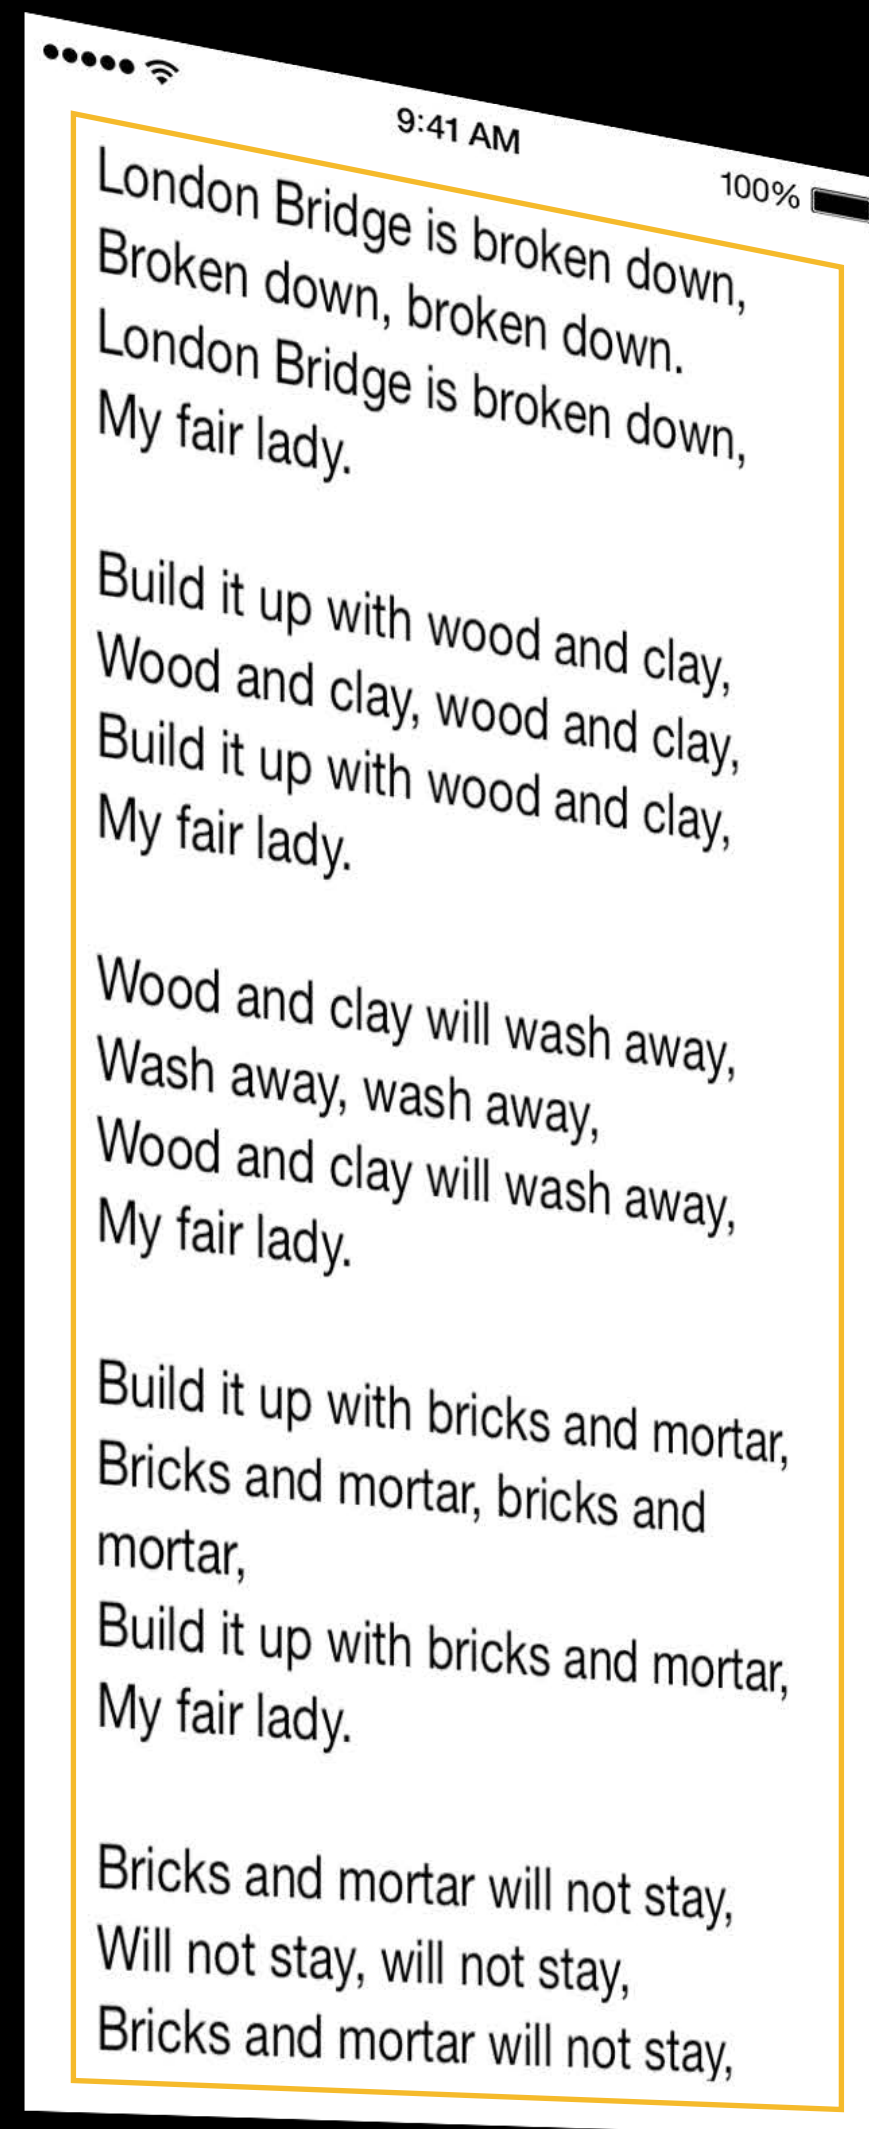 9:41 AM
100%
London Bridge is broken down,
Broken down, broken down.
London Bridge is broken down,
My fair lady.
Build it up with wood and clay,
Wood and clay, wood and clay,
Build it up with wood and clay,
My fair lady.
Wood and clay will wash away,
Wash away, wash away,
Wood and clay will wash away,
My fair lady.
Build it up with bricks and mortar,
Bricks and mortar, bricks and
mortar,
Build it up with bricks and mortar,
My fair lady.
Bricks and mortar will not stay,
Will not stay, will not stay,
Bricks and mortar will not stay,